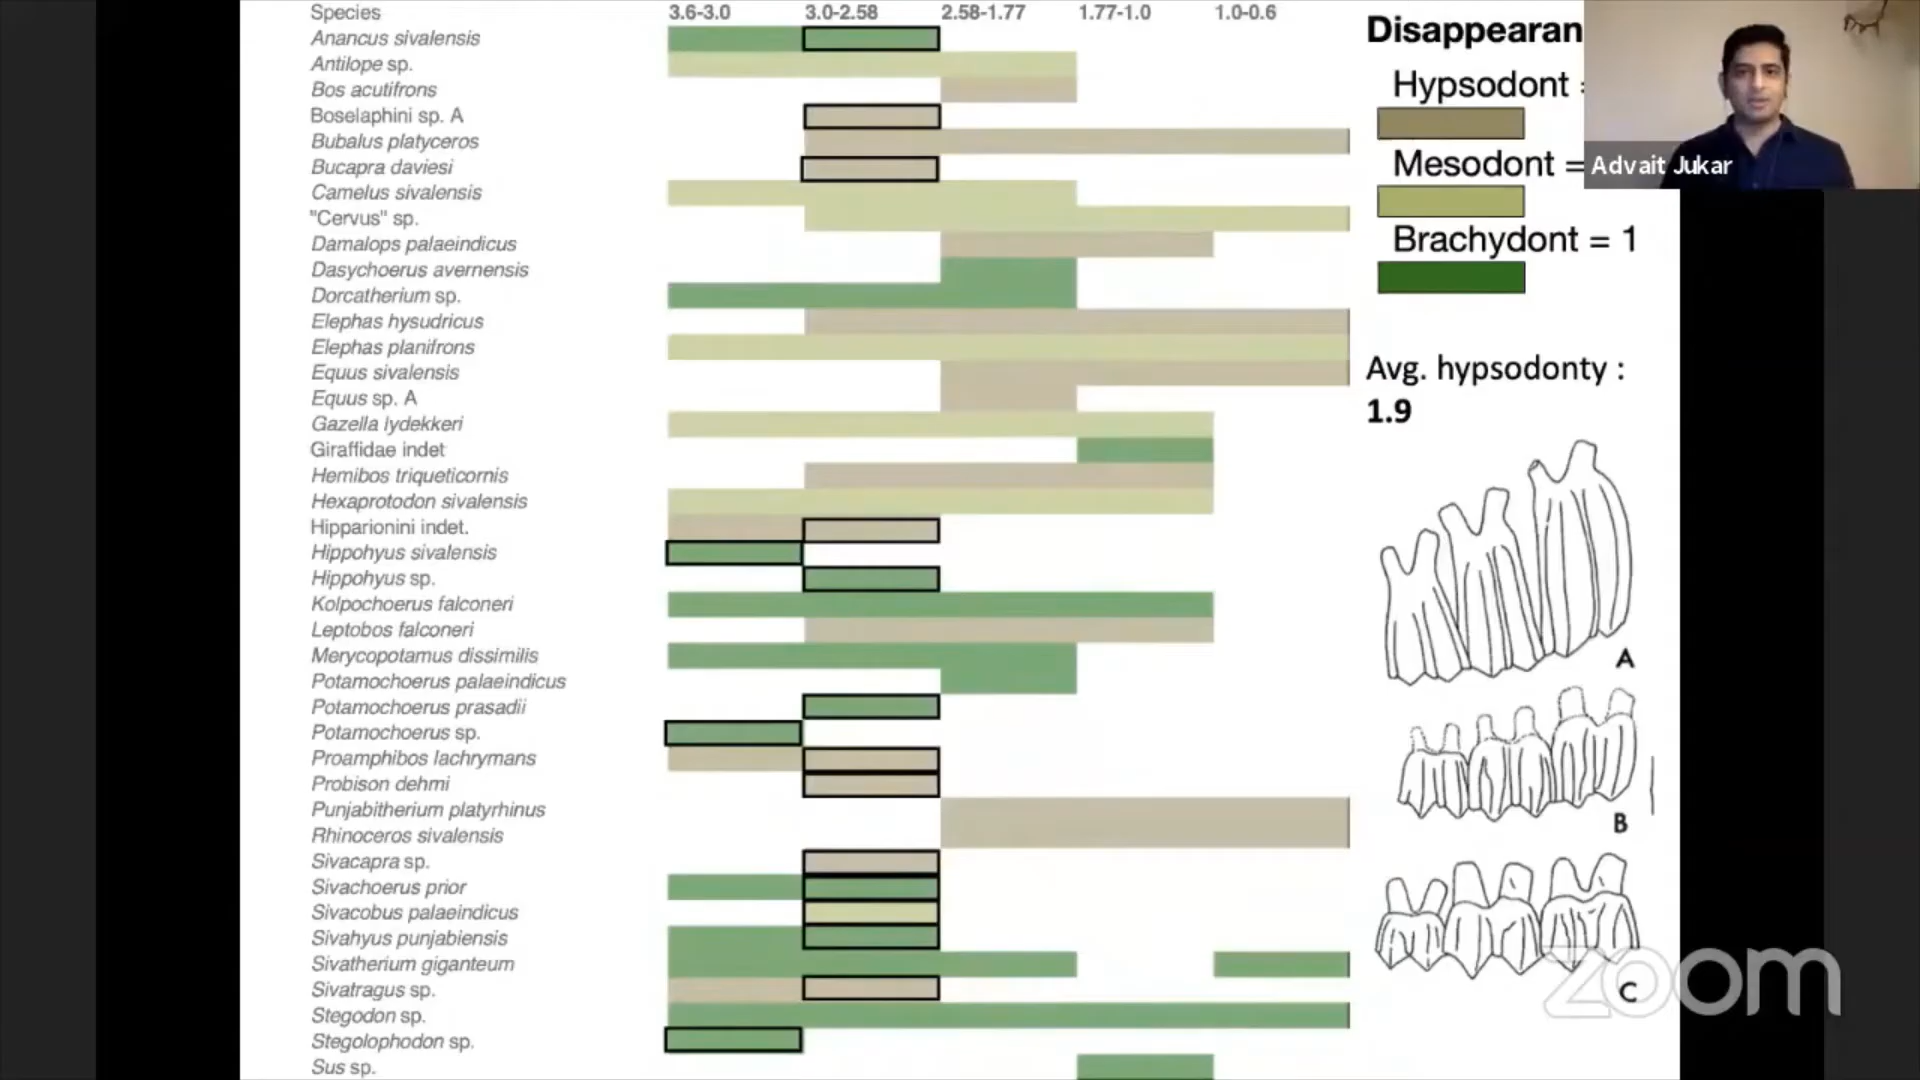 Species 3.6-3.0 3.0-2.58 2.58-1.77 1.77-1.0 1.0-0.6
Anancus sivalensis
Antilope sp.
Bos acutifrons
Boselaphini sp. A
Bubalus platyceros
Bucapra daviesi
Camelus sivalensis
"Cervus" sp.
Damalops palaeindicus
Dasychoerus avernensis
Dorcatherium sp.
Elephas hysudricus
Elephas planifrons
Equus sivalensis
Equus sp. A
Gazella lydekkeri
Giraffidae indet
Hemibos triqueticornis
Hexaprotodon sivalensis
Hipparionini indet.
Hippohyus sivalensis
Hippohyus sp.
Kolpochoerus falconeri
Leptobos falconeri
Merycopotamus dissimilis
Potamochoerus palaeindicus
Potamochoerus prasadii
Potamochoerus sp.
Proamphibos lachrymans
Probison dehmi
Punjabitherium platyrhinus
Rhinoceros sivalensis
Sivacapra sp.
Sivachoerus prior
Sivacobus palaeindicus
Sivahyus punjabiensis
Sivatherium giganteum
Sivatragus sp.
Stegodon sp.
Stegolophodon sp.
Sus sp.
Disappearan
Hypsodont
Mesodont =
Brachydont = 1
Avg. hypsodonty :
1.9
A
B
C
Advait Jukar
zoom